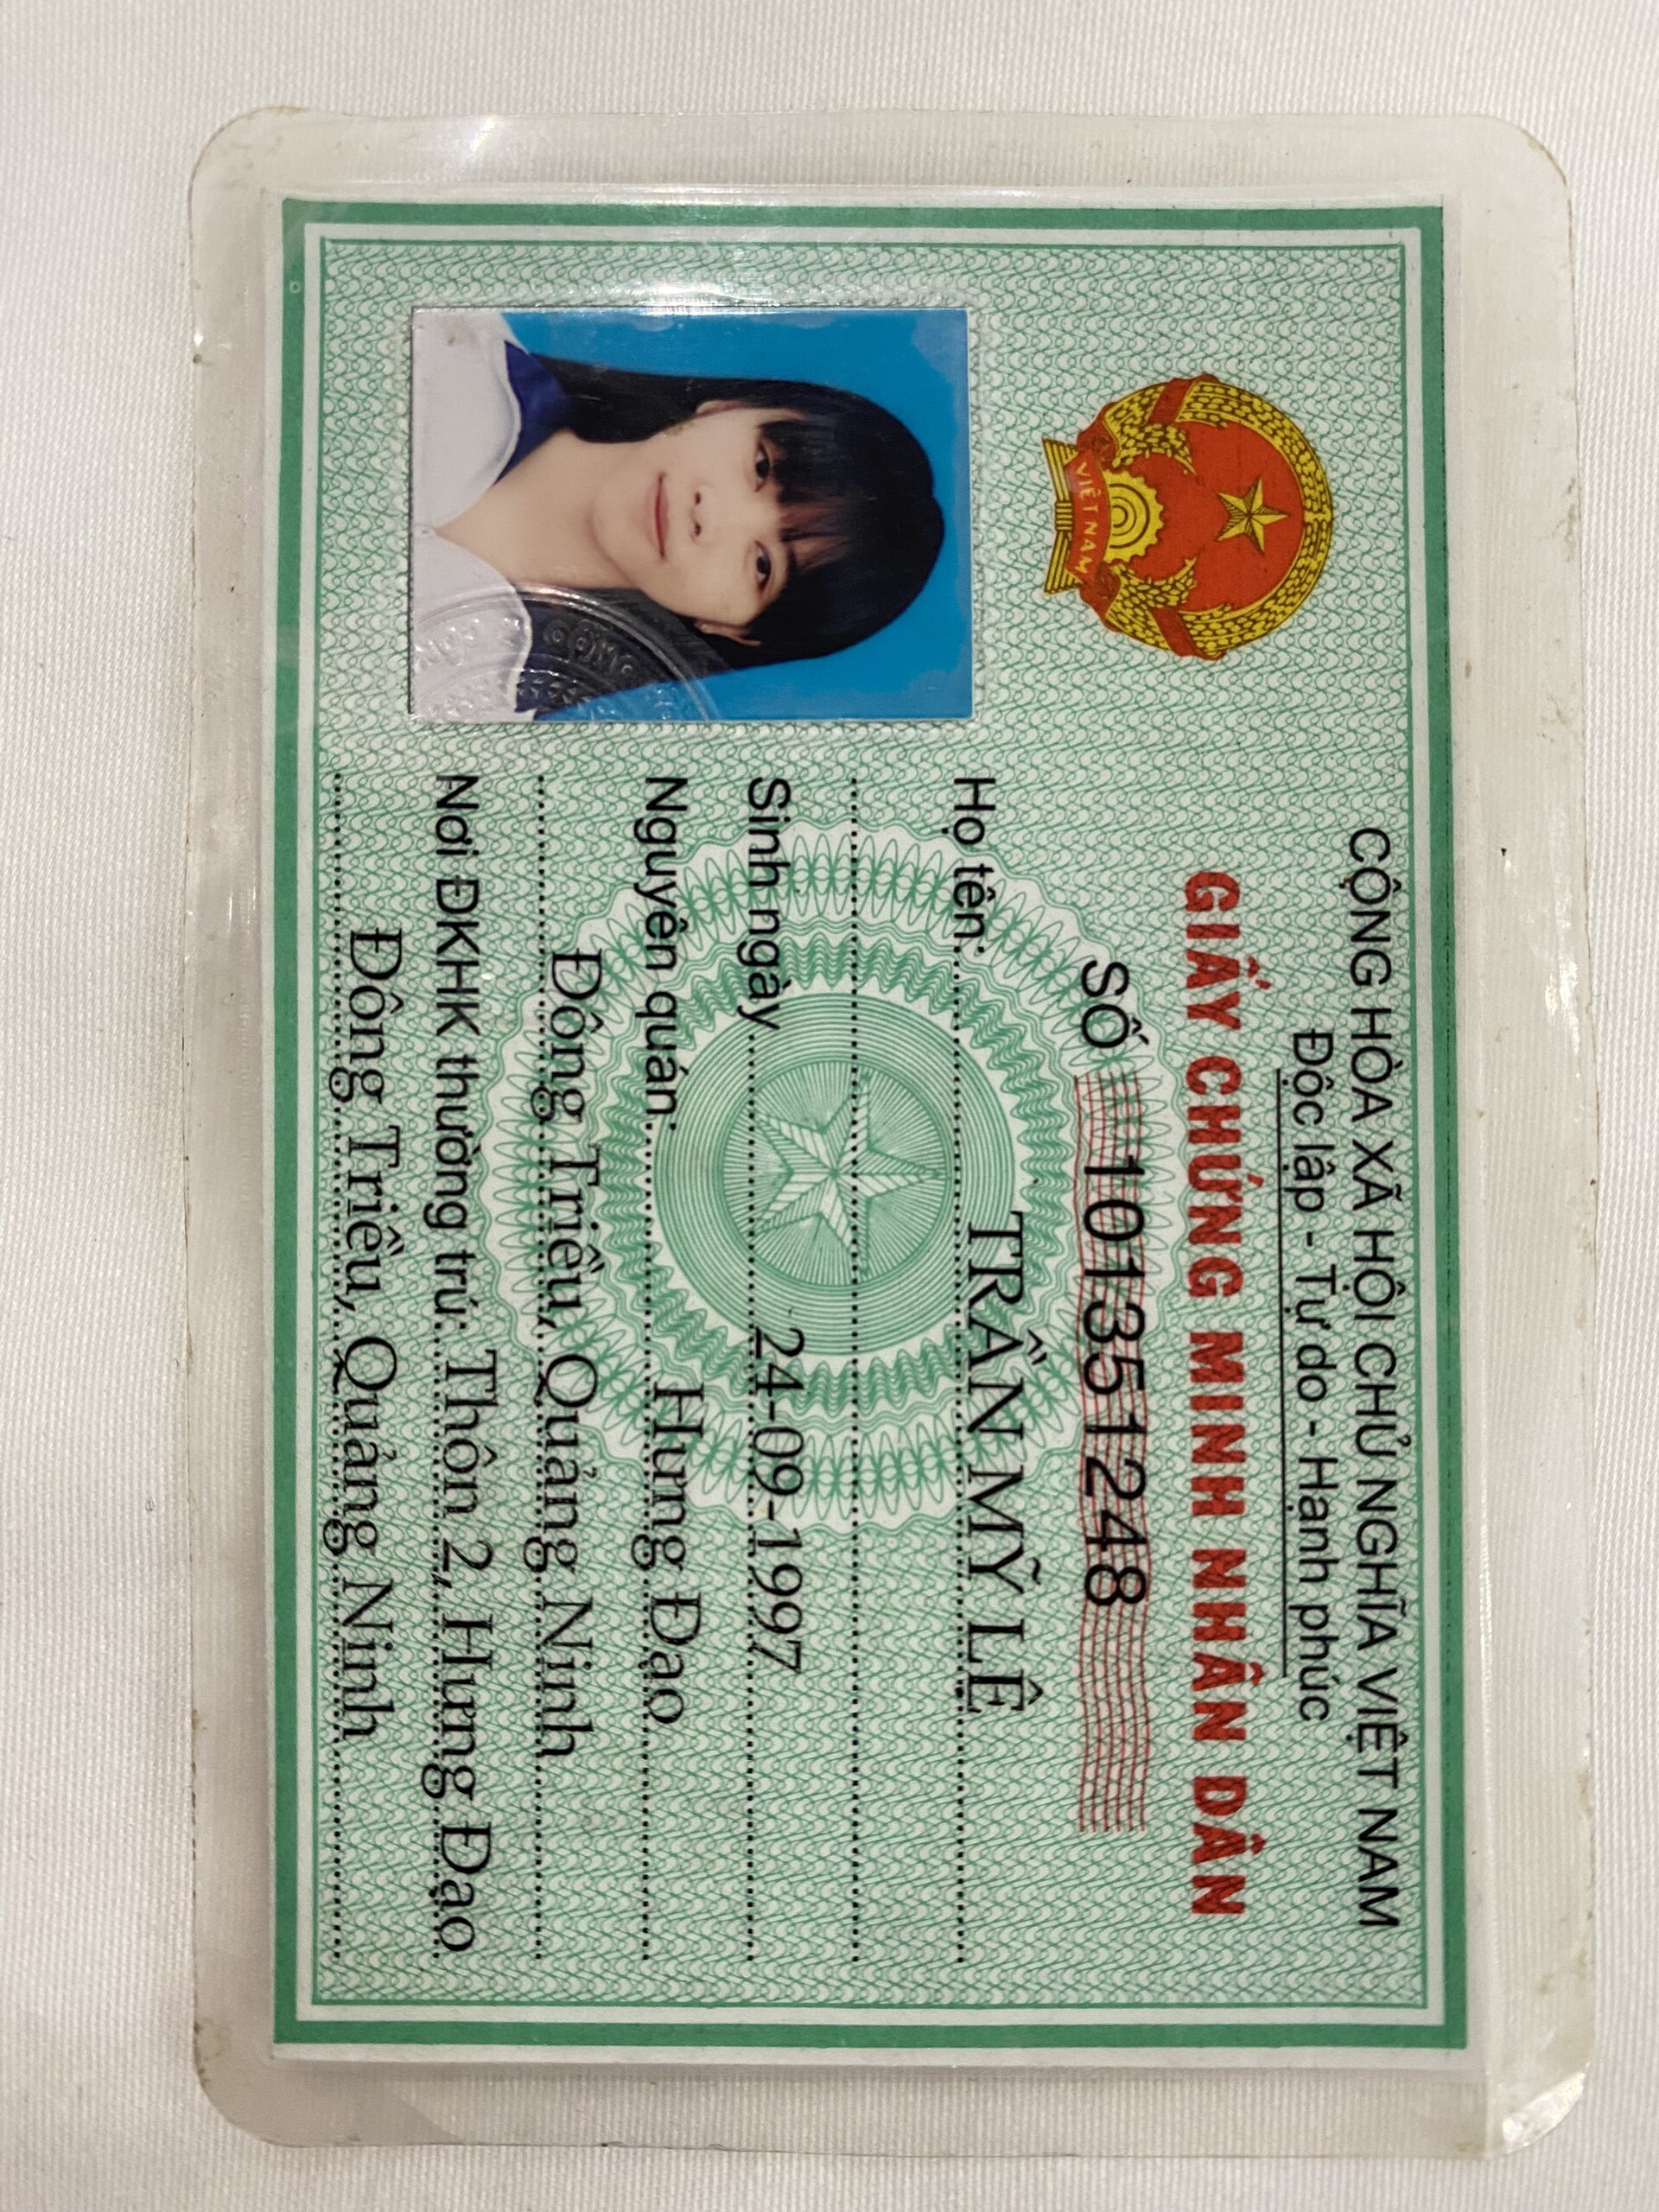 CỘNG HÒA XÃ HỘI CHỦ NGHĨA VIỆT NAM
Độc lập - Tự do - Hạnh phúc
GIẤY CHỨNG MINH NHÂN DÂN
SỐ 101351248
VIỆT NAM
Họ tên: TRẦN MỸ LÊ
Sinh ngày 24-09-1997
Nguyên quán: Hưng Đạo
Đông Triều, Quảng Ninh
Nơi ĐKHK thường trú: Thôn 2, Hưng Đạo
Đông Triều, Quảng Ninh